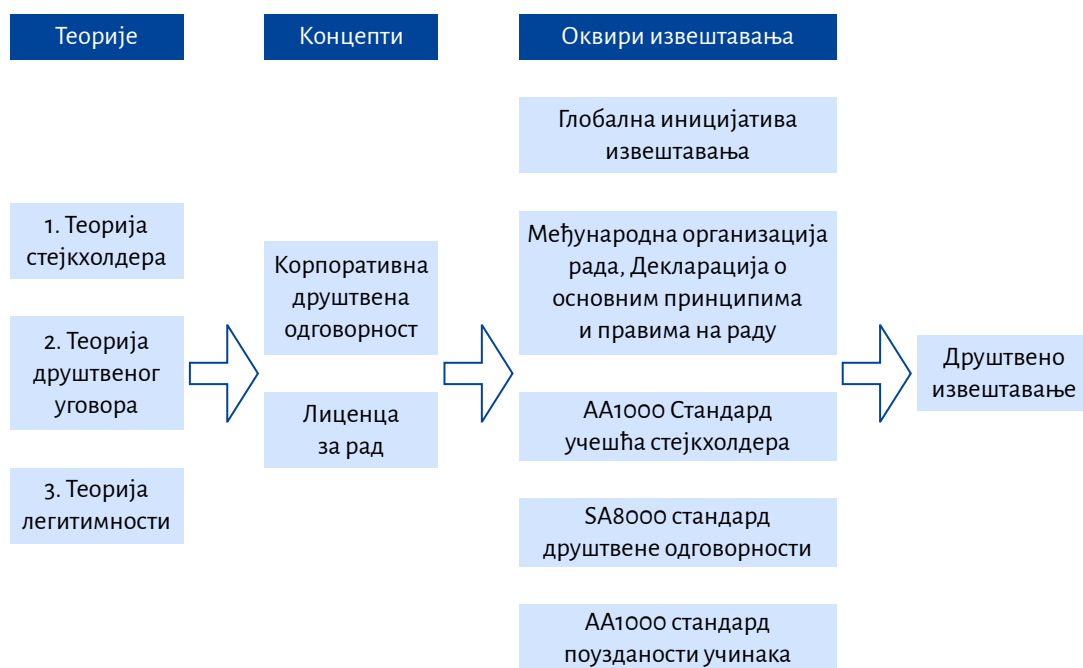 Теорије
Концепти
Оквири извештавања
1. Теорија
стејкхолдера
2. Теорија
друштвеног
уговора
3. Теорија
легитимности
Корпоративна
друштвена
одговорност
Лиценца
за рад
Глобална иницијатива
извештавања
Међународна организација
рада, Декларација о
основним принципима
и правима на раду
АА1000 Стандард
учешћа стејкхолдера
SA8000 стандард
друштвене одговорности
АА1000 стандард
поузданости учинака
Друштвено
извештавање